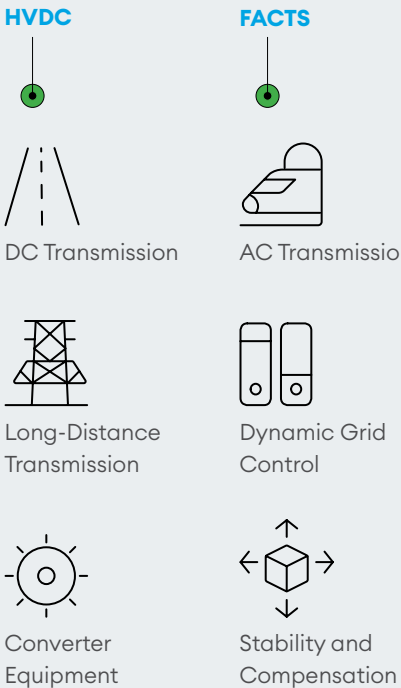 HVDC
FACTS
DC Transmission
AC Transmissio
Long-Distance
Transmission
Dynamic Grid
Control
Converter
Equipment
Stability and
Compensation